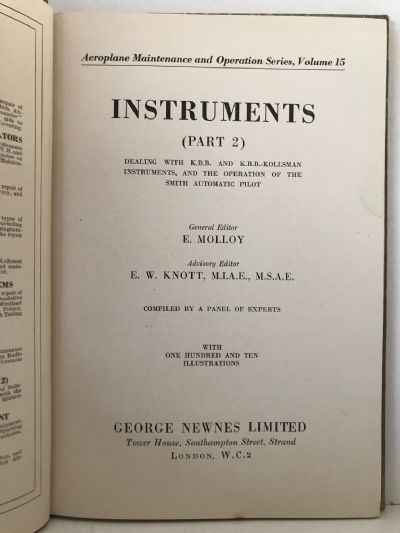 Aeroplane Maintenance and Operation Series, Volume 15
INSTRUMENTS
(PART 2)
DEALING WITH K.B.B. AND K.B.B.-KOLLSMAN
INSTRUMENTS, AND THE OPERATION OF THE
SMITH AUTOMATIC PILOT
General Editor
E. MOLLOY
Advisory Editor
E. W. KNOTT, M.I.A.E., M.S.A.E.
COMPILED BY A PANEL OF EXPERTS
WITH
ONE HUNDRED AND TEN
ILLUSTRATIONS
GEORGE NEWNES LIMITED
Tower House, Southampton Street, Strand
LONDON, W.C.2